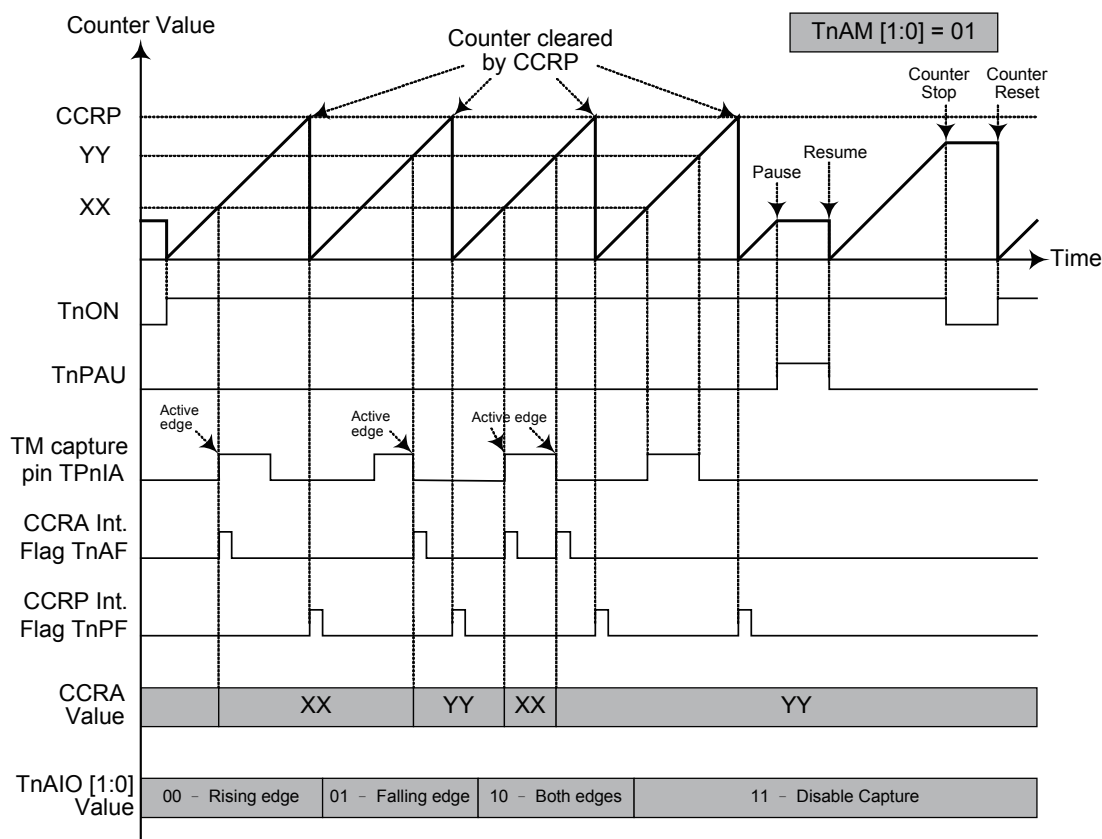 Counter Value
TnAM [1:0] = 01
Counter cleared
by CCRP
Counter
Stop
Counter
Reset
CCRP
YY
XX
Pause
Resume
Time
TnON
TnPAU
Active
edge
Active
edge
Active edge
TM capture
pin TPnIA
CCRA Int.
Flag TnAF
CCRP Int.
Flag TnPF
CCRA
Value
XX
YY
XX
YY
TnAIO [1:0]
Value
00 – Rising edge
01 – Falling edge
10 – Both edges
11 – Disable Capture